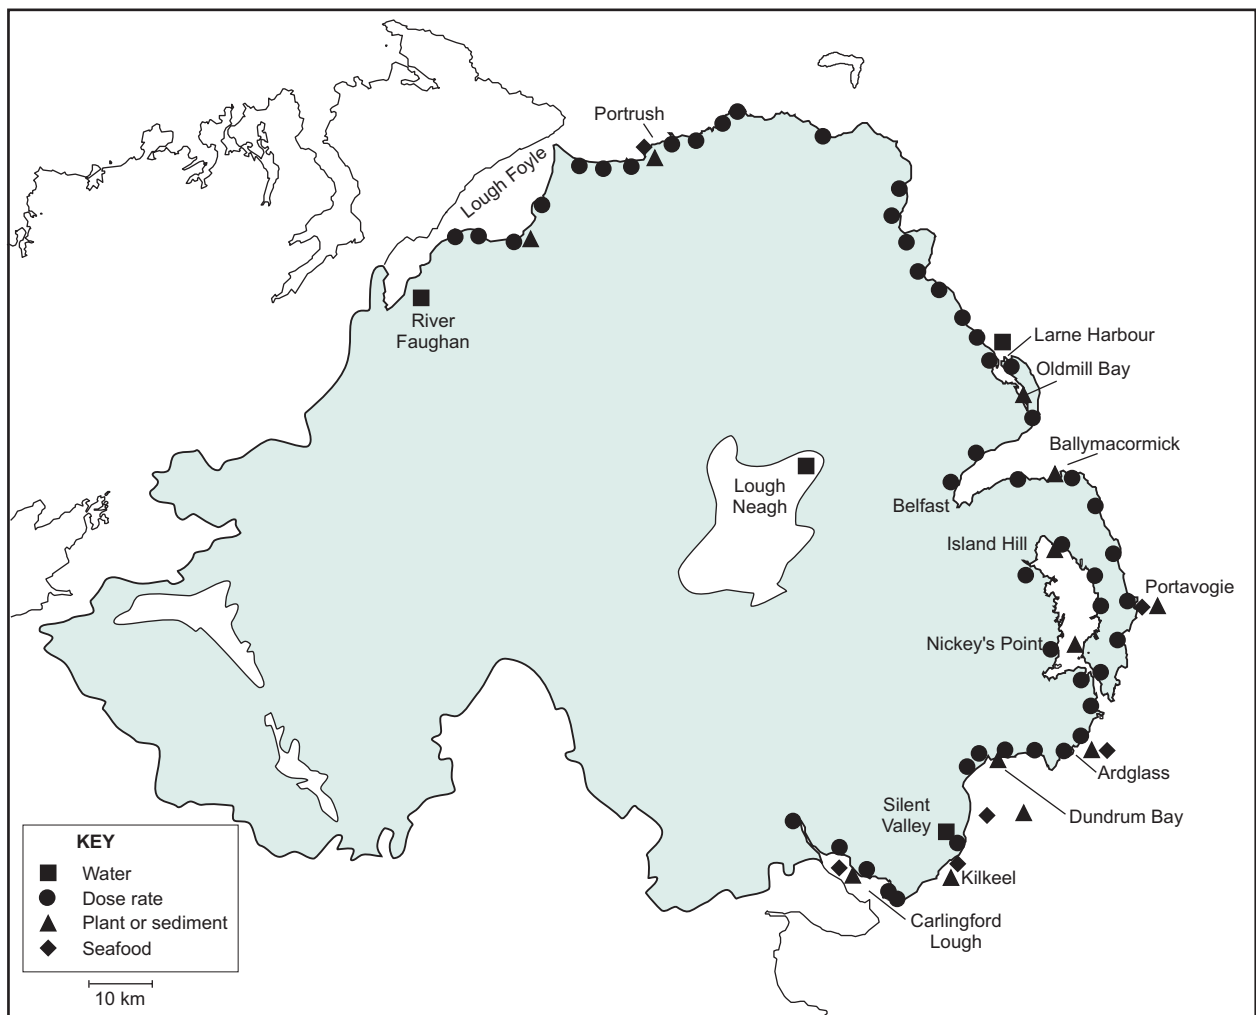 Portrush
Lough Foyle
River
Faughan
Larne Harbour
Oldmill Bay
Ballymacormick
Lough
Neagh
Belfast
Island Hill
Portavogie
Nickey's Point
Ardglass
Silent
Valley
Dundrum Bay
Kilkeel
Carlingford
Lough
KEY
Water
Dose rate
Plant or sediment
Seafood
10 km